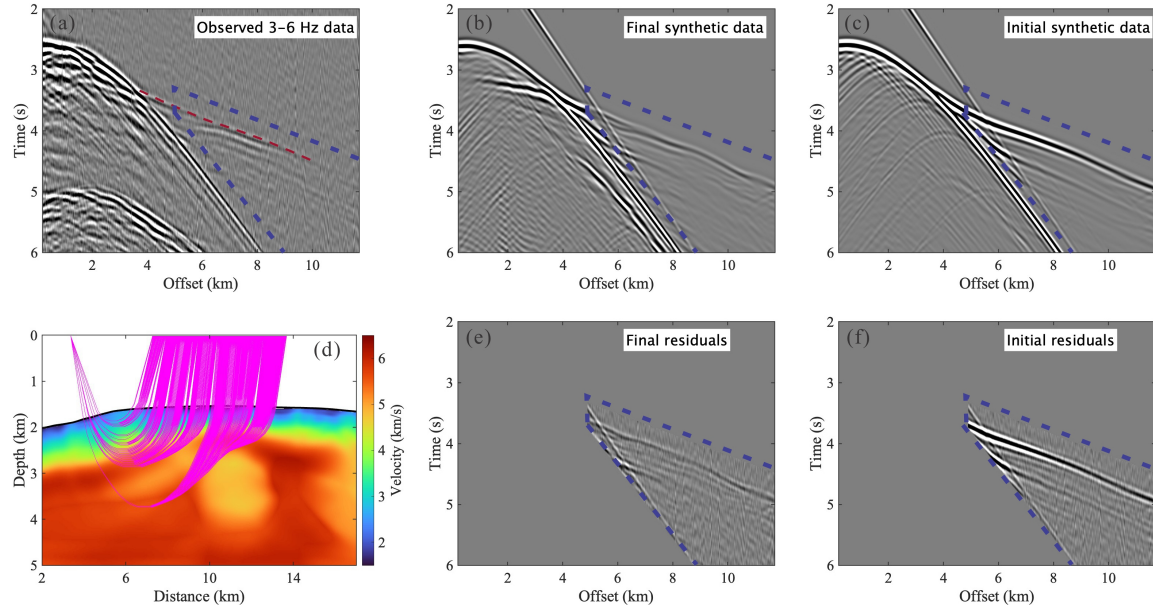 (a)
Observed 3–6 Hz data
2
3
4
5
6
Time (s)
2
4
6
8
10
Offset (km)
(b)
Final synthetic data
2
3
4
5
6
Time (s)
2
4
6
8
10
Offset (km)
(c)
Initial synthetic data
2
3
4
5
6
Time (s)
2
4
6
8
10
Offset (km)
(d)
0
1
2
3
4
5
Depth (km)
2
6
10
14
Distance (km)
6
5
4
3
2
Velocity (km/s)
(e)
Final residuals
2
3
4
5
6
Time (s)
2
4
6
8
10
Offset (km)
(f)
Initial residuals
2
3
4
5
6
Time (s)
2
4
6
8
10
Offset (km)